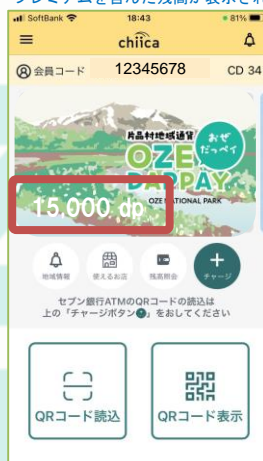 プレミアムを含んだ残高が表示され
SoftBank 18:43 81%
chiica
会員コード 12345678 CD 34
片品村地域通貨
おぜだっぺイ
OZE
DAPPAY
OZE NATIONAL PARK
15,000 dp
地域情報 使えるお店 残高照会 チャージ
セブン銀行ATMのQRコードの読込は
上の「チャージボタン」をおしてください
QRコード読込 QRコード表示